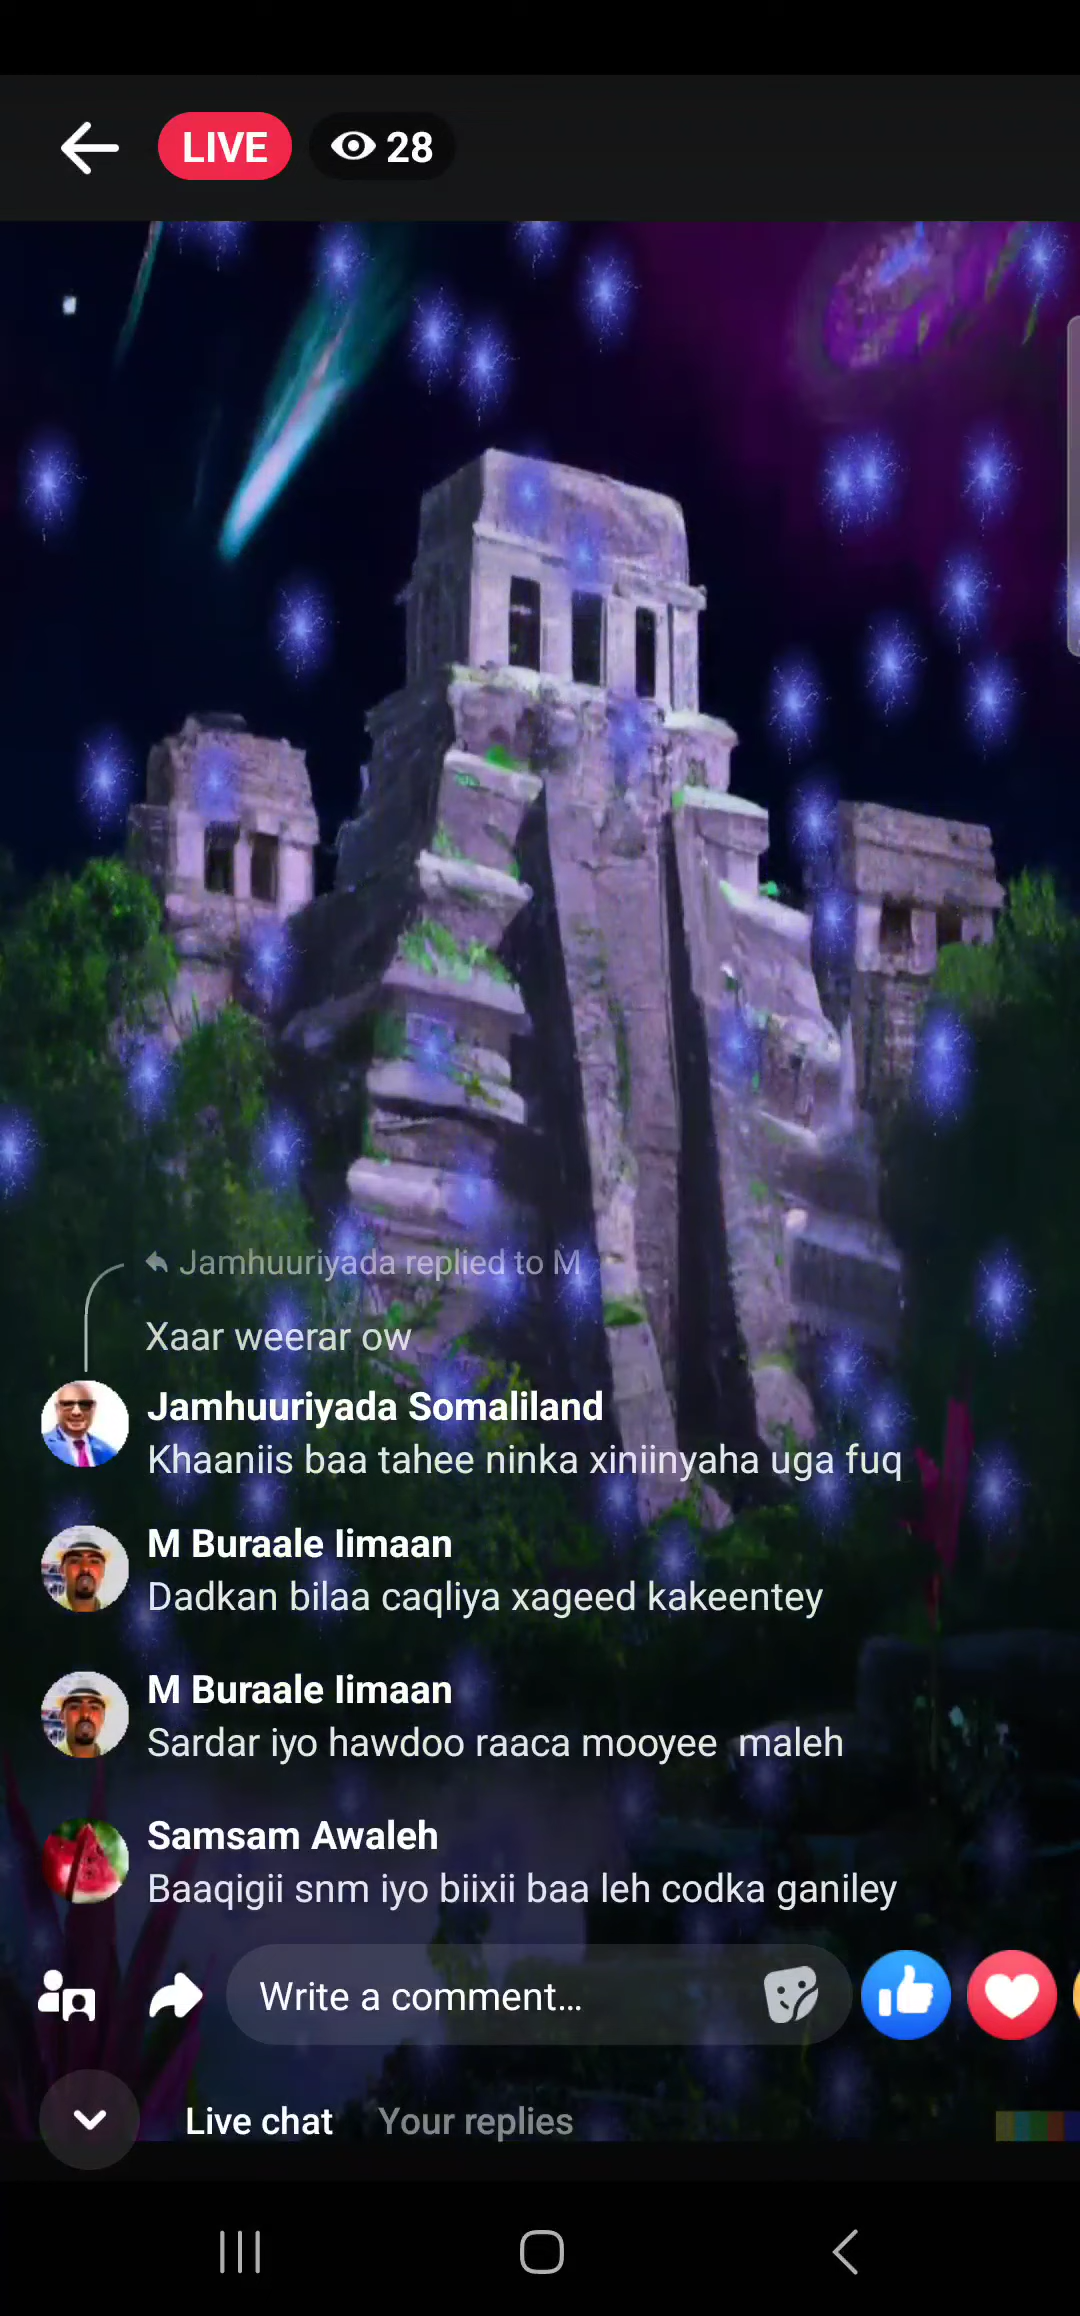 LIVE
28
Jamhuuriyada replied to M
Xaar weerar ow
Jamhuuriyada Somaliland
Khaaniis baa tahee ninka xiniinyaha uga fuq
M Buraale Iimaan
Dadkan bilaa caqliya xageed kakeentey
M Buraale Iimaan
Sardar iyo hawdoo raaca mooyee maleh
Samsam Awaleh
Baaqigii snm iyo biixii baa leh codka ganiley
Write a comment...
Live chat
Your replies